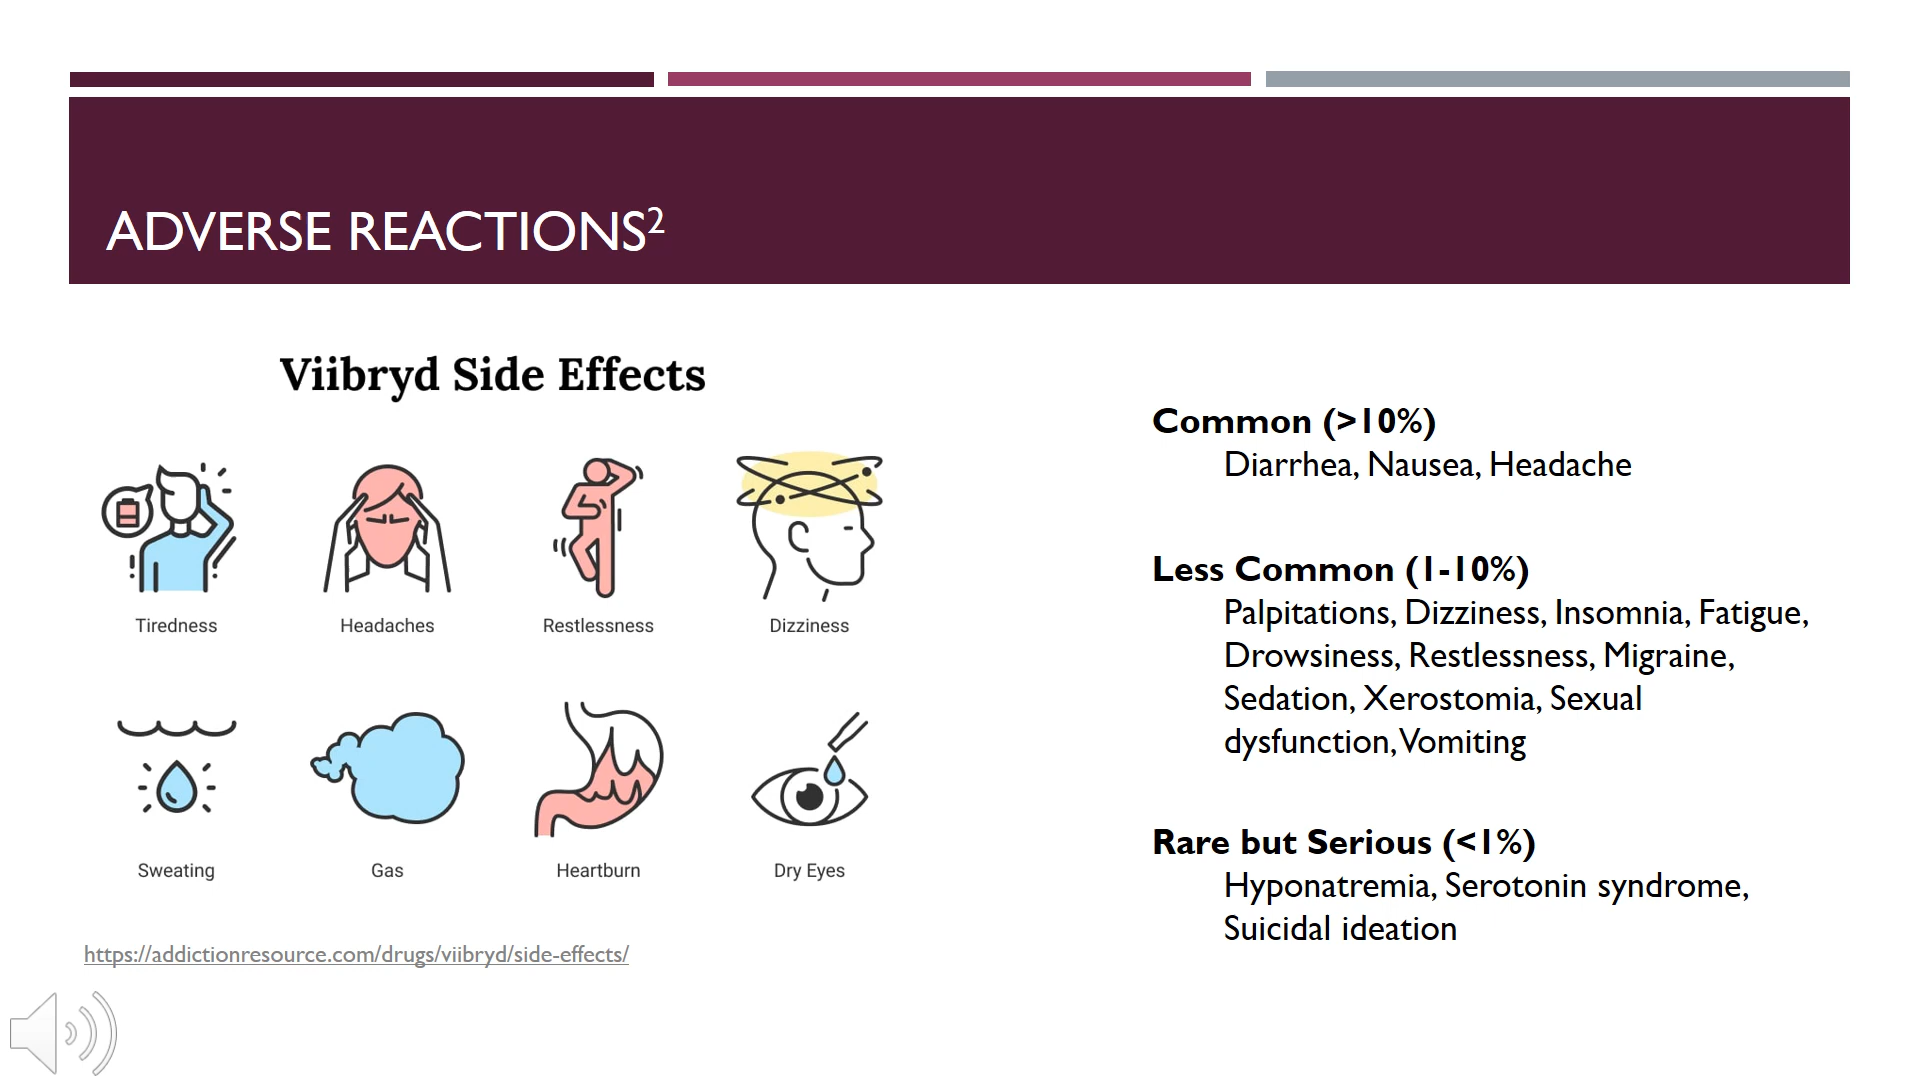 ADVERSE REACTIONS²
Viibryd Side Effects
Tiredness
Headaches
Restlessness
Dizziness
Sweating
Gas
Heartburn
Dry Eyes
https://addictionresource.com/drugs/viibryd/side-effects/
Common (>10%)
Diarrhea, Nausea, Headache
Less Common (1-10%)
Palpitations, Dizziness, Insomnia, Fatigue,
Drowsiness, Restlessness, Migraine,
Sedation, Xerostomia, Sexual
dysfunction, Vomiting
Rare but Serious (<1%)
Hyponatremia, Serotonin syndrome,
Suicidal ideation